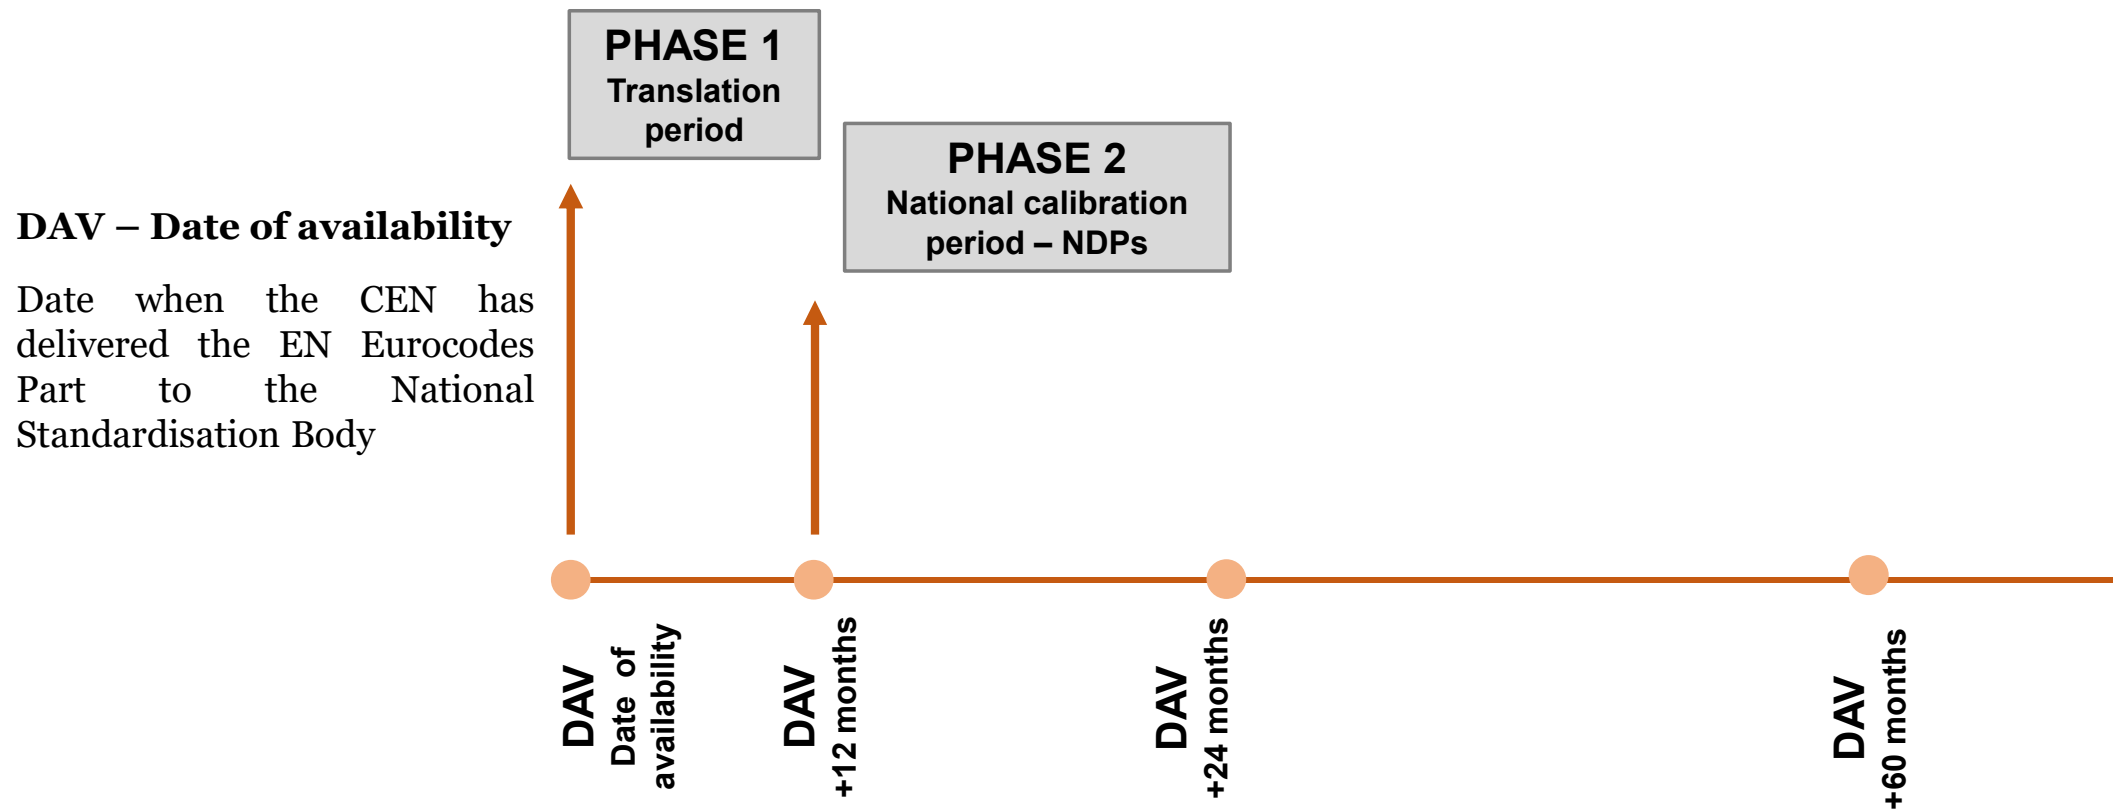 PHASE 1
Translation
period
PHASE 2
National calibration
period – NDPs
DAV – Date of availability
Date when the CEN has
delivered the EN Eurocodes
Part to the National
Standardisation Body
DAV
Date of
availability
DAV
+12 months
DAV
+24 months
DAV
+60 months